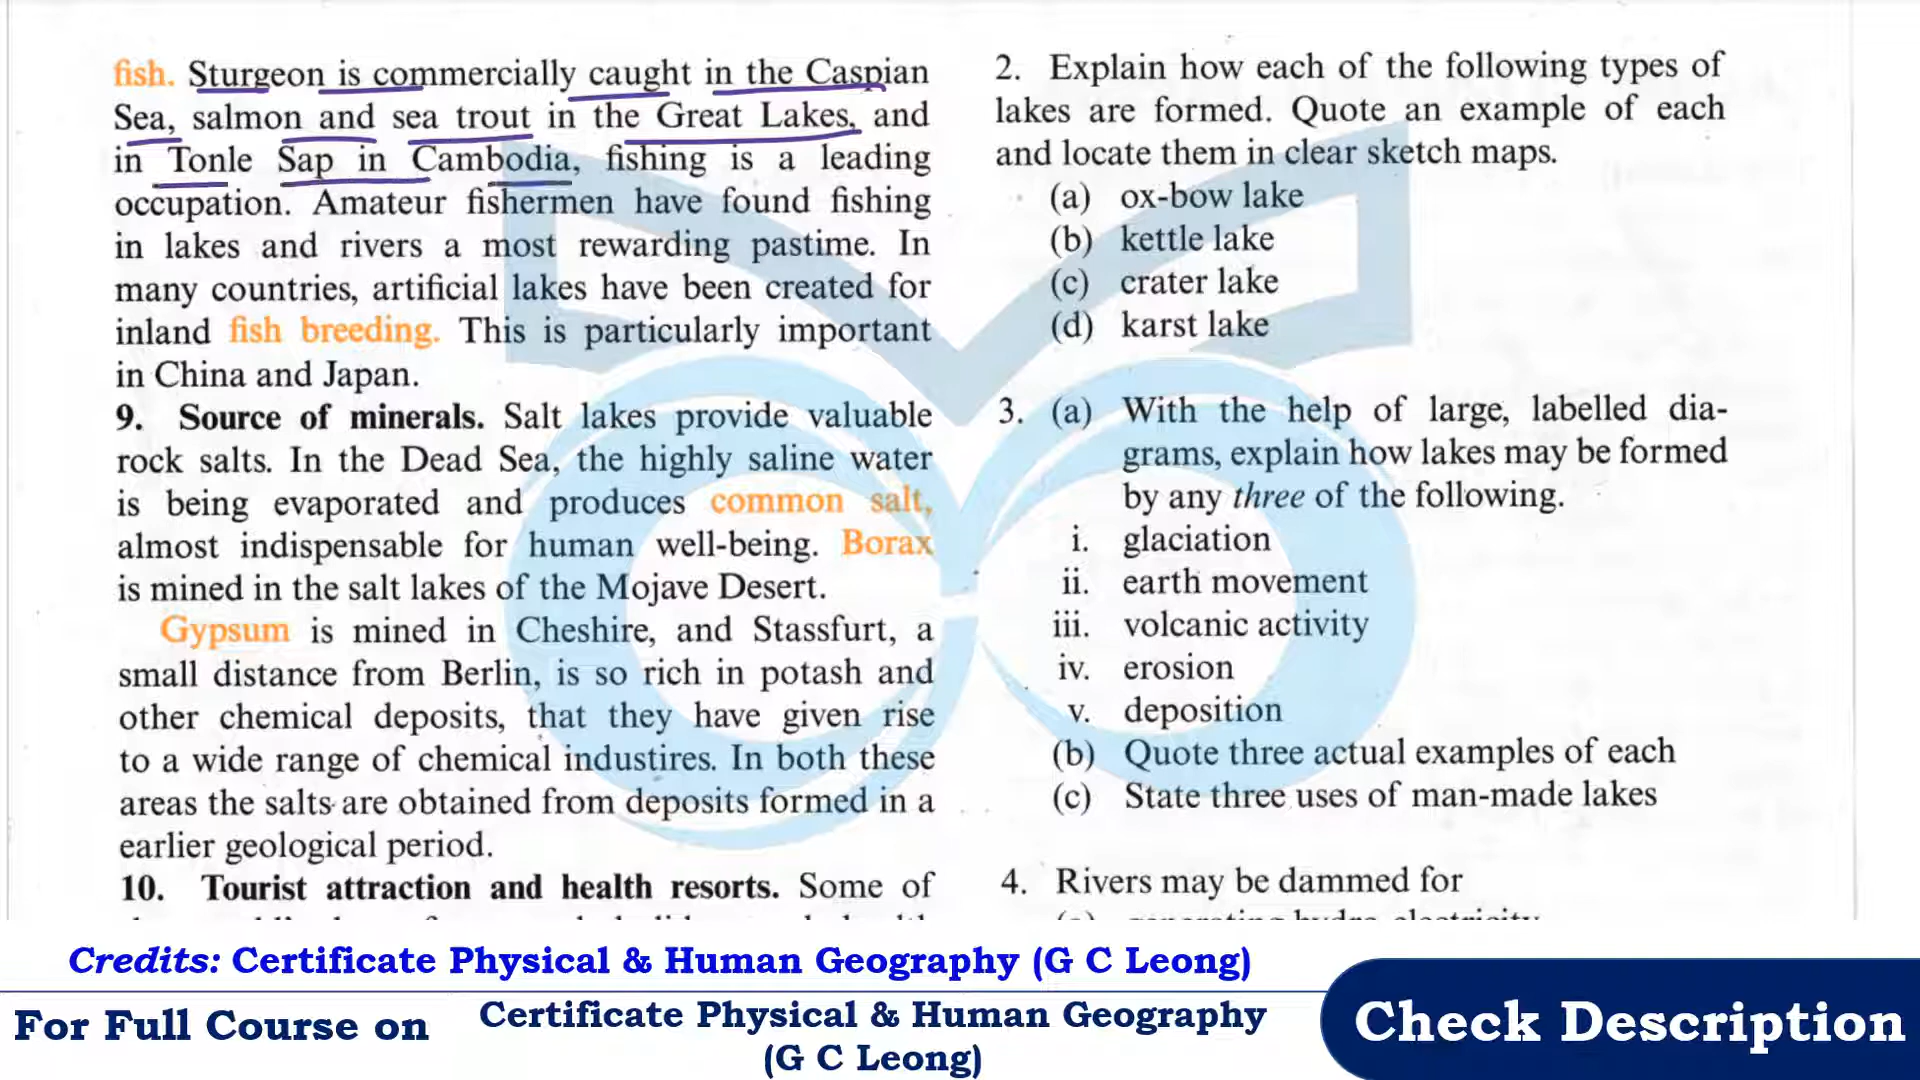 fish. Sturgeon is commercially caught in the Caspian
Sea, salmon and sea trout in the Great Lakes, and
in Tonle Sap in Cambodia, fishing is a leading
occupation. Amateur fishermen have found fishing
in lakes and rivers a most rewarding pastime. In
many countries, artificial lakes have been created for
inland fish breeding. This is particularly important
in China and Japan.
9. Source of minerals. Salt lakes provide valuable
rock salts. In the Dead Sea, the highly saline water
is being evaporated and produces common salt,
almost indispensable for human well-being. Borax
is mined in the salt lakes of the Mojave Desert.
Gypsum is mined in Cheshire, and Stassfurt, a
small distance from Berlin, is so rich in potash and
other chemical deposits, that they have given rise
to a wide range of chemical industires. In both these
areas the salts are obtained from deposits formed in a
earlier geological period.
10. Tourist attraction and health resorts. Some of
2. Explain how each of the following types of
lakes are formed. Quote an example of each
and locate them in clear sketch maps.
(a) ox-bow lake
(b) kettle lake
(c) crater lake
(d) karst lake
3. (a) With the help of large, labelled dia-
grams, explain how lakes may be formed
by any three of the following.
i. glaciation
ii. earth movement
iii. volcanic activity
iv. erosion
v. deposition
(b) Quote three actual examples of each
(c) State three uses of man-made lakes
4. Rivers may be dammed for
(a) generating hydro-electricity
Credits: Certificate Physical & Human Geography (G C Leong)
For Full Course on
Certificate Physical & Human Geography
(G C Leong)
Check Description